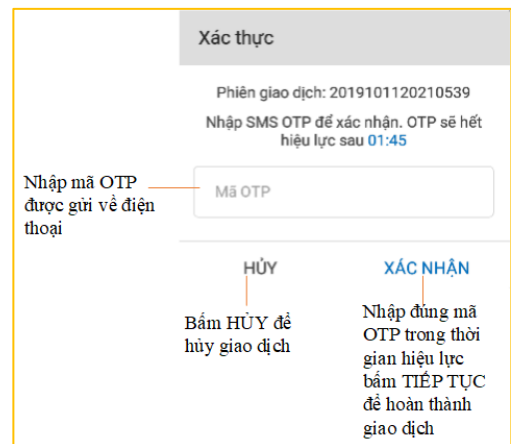 Xác thực
Phiên giao dịch: 2019101120210539
Nhập SMS OTP để xác nhận. OTP sẽ hết
hiệu lực sau 01:45
Nhập mã OTP
được gửi về điện
thoại
Mã OTP
HỦY
XÁC NHẬN
Bấm HỦY để
hủy giao dịch
Nhập đúng mã
OTP trong thời
gian hiệu lực
bấm TIẾP TỤC
để hoàn thành
giao dịch